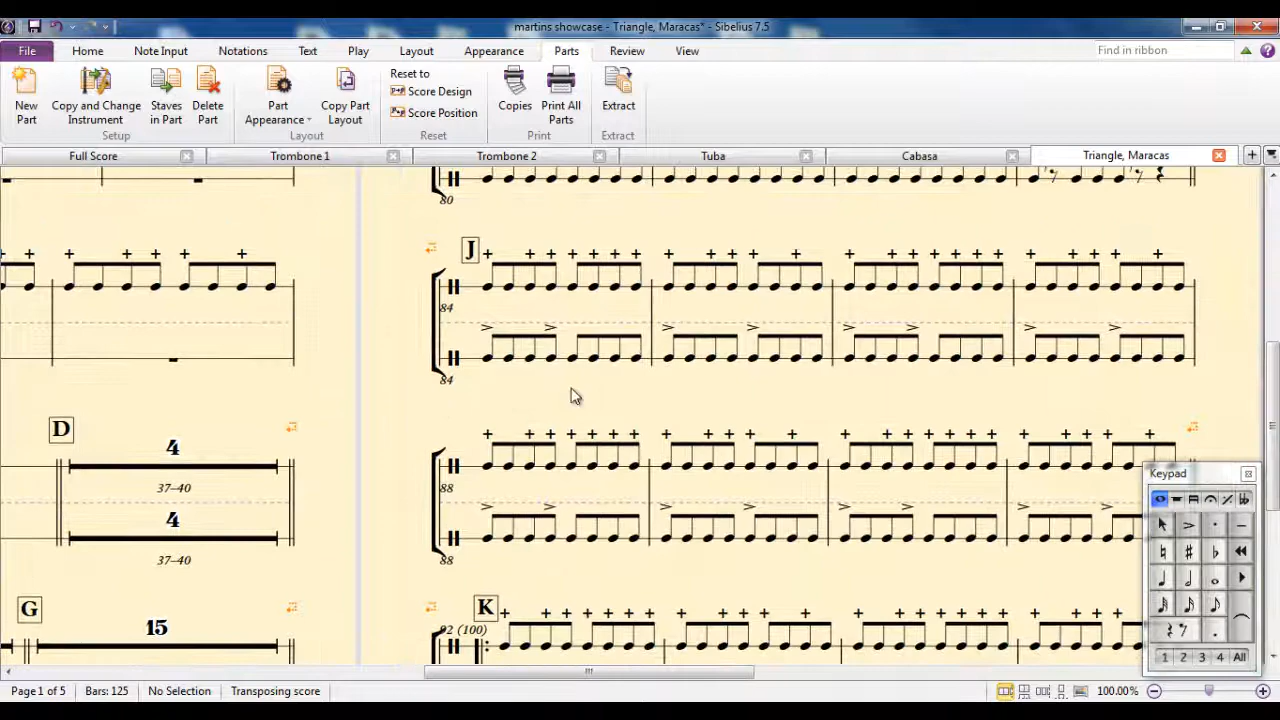 martins showcase - Triangle, Maracas* - Sibelius 7.5
File Home Note Input Notations Text Play Layout Appearance Parts Review View Find in ribbon
New Part Copy and Change Instrument Staves in Part Delete Part Part Appearance Copy Part Layout Reset to Score Design Score Position Copies Print All Parts Extract
Setup Layout Reset Print Extract
Full Score Trombone 1 Trombone 2 Tuba Cabasa Triangle, Maracas
80
J
84
84
D
4
37–40
4
37–40
88
88
Keypad
G
15
K
92 (100)
1 2 3 4 All
Page 1 of 5 Bars: 125 No Selection Transposing score 100.00%